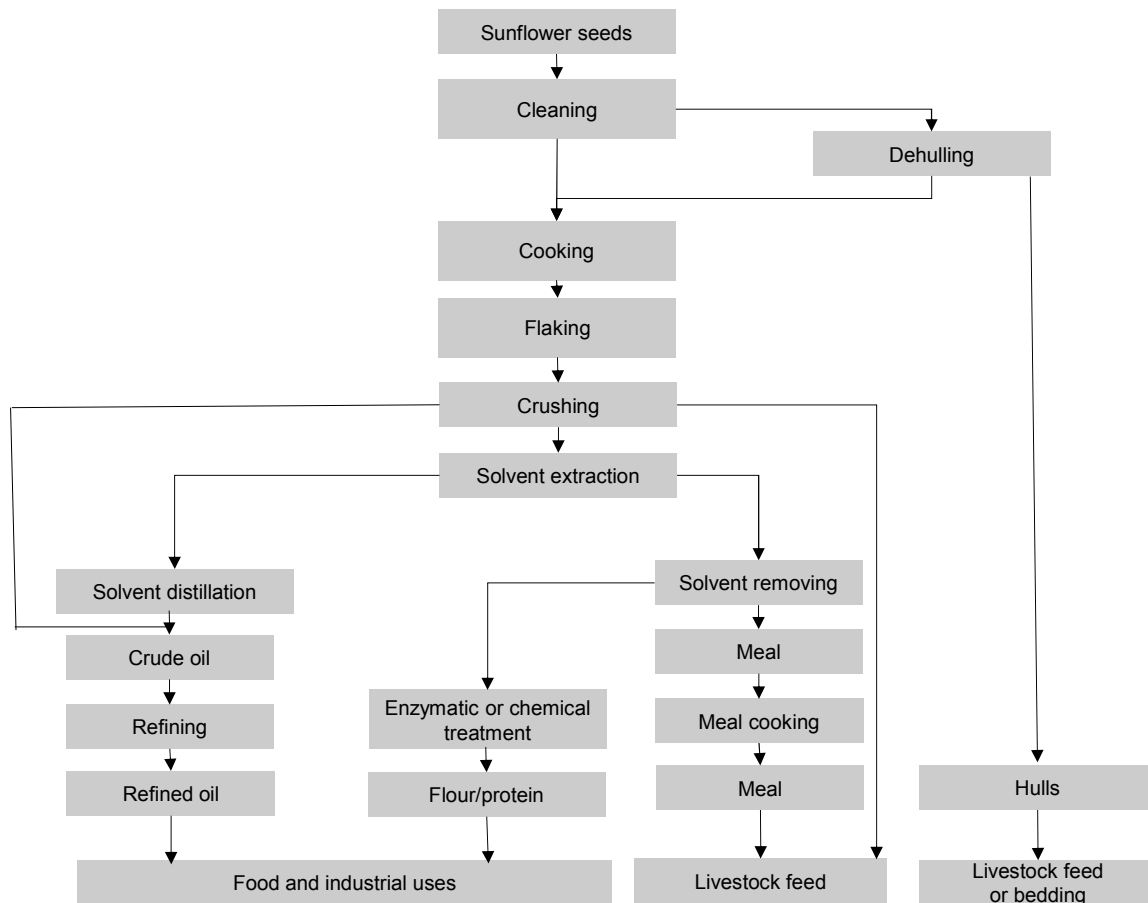 Sunflower seeds
Cleaning
Dehulling
Cooking
Flaking
Crushing
Solvent extraction
Solvent distillation
Solvent removing
Crude oil
Meal
Enzymatic or chemical
treatment
Refining
Meal cooking
Refined oil
Flour/protein
Meal
Hulls
Food and industrial uses
Livestock feed
Livestock feed
or bedding